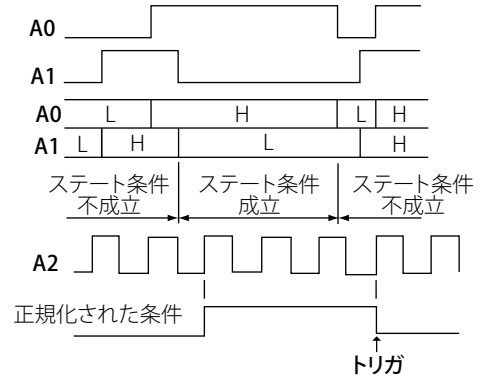 A0
A1
A0 L H L H
A1 L H L H
ステート条件 ステート条件 ステート条件
不成立 成立 不成立
A2
正規化された条件
トリガ